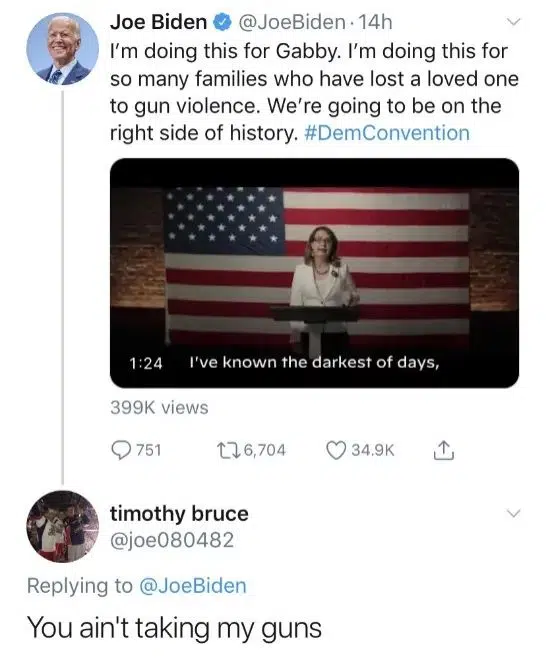 Joe Biden @JoeBiden · 14h
I'm doing this for Gabby. I'm doing this for
so many families who have lost a loved one
to gun violence. We're going to be on the
right side of history. #DemConvention
1:24 I've known the darkest of days,
399K views
751 6,704 34.9K
timothy bruce
@joe080482
Replying to @JoeBiden
You ain't taking my guns